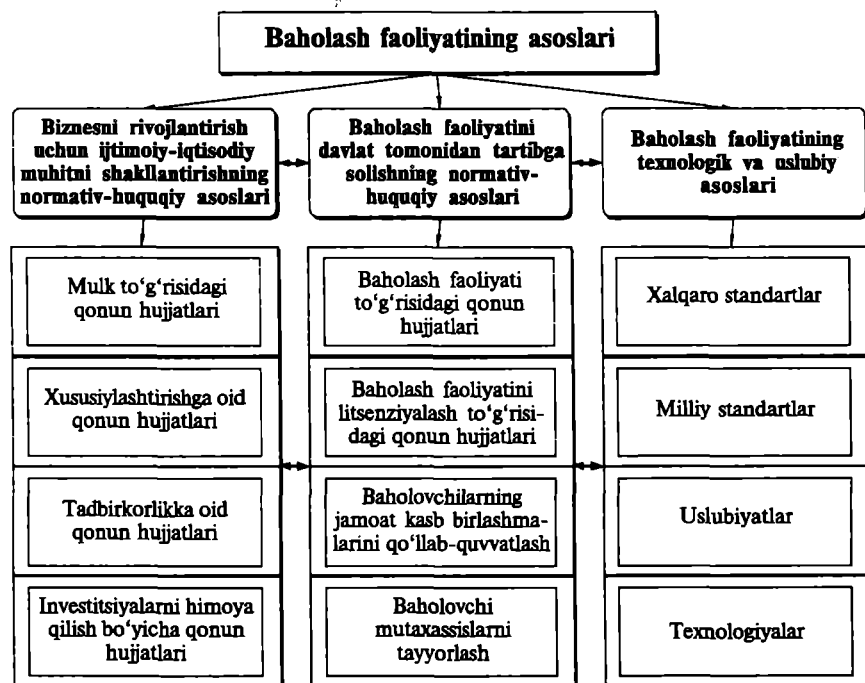 Baholash faoliyatining asoslari
Biznesni rivojlantirish
uchun ijtimoiy-iqtisodiy
muhitni shakllantirishning
normativ-huquqiy asoslari
Baholash faoliyatini
davlat tomonidan tartibga
solishning normativ-
huquqiy asoslari
Baholash faoliyatining
texnologik va uslubiy
asoslari
Mulk to‘g‘risidagi
qonun hujjatlari
Xususiylashtirishga oid
qonun hujjatlari
Tadbirkorlikka oid
qonun hujjatlari
Investitsiyalarni himoya
qilish bo‘yicha qonun
hujjatlari
Baholash faoliyati
to‘g‘risidagi qonun
hujjatlari
Baholash faoliyatini
litsenziyalash to‘g‘risi-
dagi qonun hujjatlari
Baholovchilarning
jamoat kasb birlashma-
larini qo‘llab-quvvatlash
Baholovchi
mutaxassislarni
tayyorlash
Xalqaro standartlar
Milliy standartlar
Uslubiyatlar
Texnologiyalar